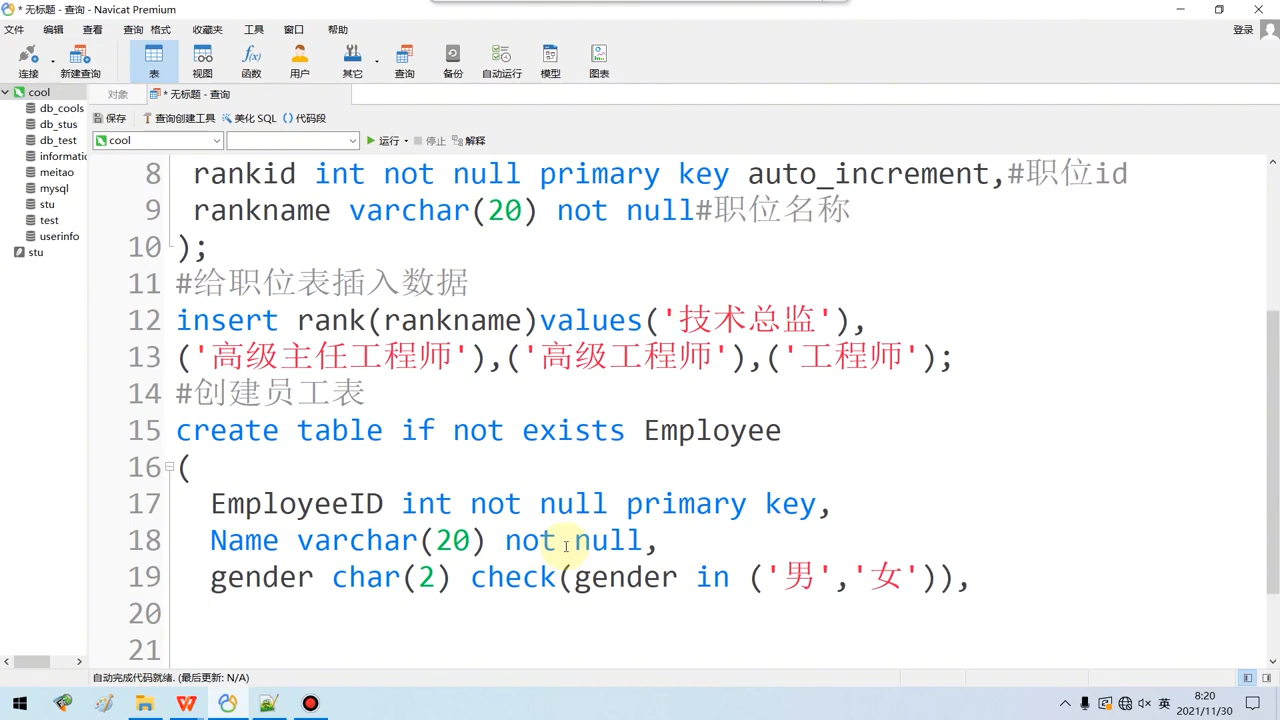 * 无标题 - 查询 - Navicat Premium
文件 编辑 查看 查询 格式 收藏夹 工具 窗口 帮助 登录
连接 新建查询 表 视图 函数 用户 其它 查询 备份 自动运行 模型 图表
cool
db_cools
db_stus
db_test
informatic
meitao
mysql
stu
test
userinfo
stu
对象 * 无标题 - 查询
保存 查询创建工具 美化 SQL () 代码段
cool 运行 停止 解释
8 rankid int not null primary key auto_increment,#职位id
9 rankname varchar(20) not null#职位名称
10 );
11 #给职位表插入数据
12 insert rank(rankname)values('技术总监'),
13 ('高级主任工程师'),('高级工程师'),('工程师');
14 #创建员工表
15 create table if not exists Employee
16 (
17 EmployeeID int not null primary key,
18 Name varchar(20) not null,
19 gender char(2) check(gender in ('男','女')),
20
21
自动完成代码就绪. (最后更新: N/A)
英 8:20
2021/11/30